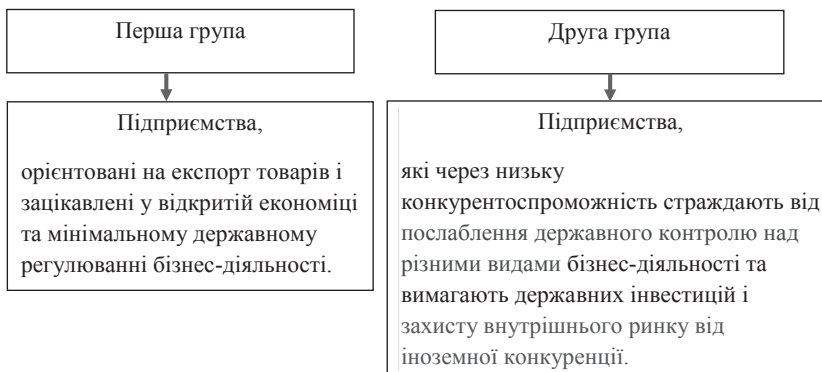 Перша група
Підприємства,
орієнтовані на експорт товарів і
зацікавлені у відкритій економіці
та мінімальному державному
регулюванні бізнес-діяльності.
Друга група
Підприємства,
які через низьку
конкурентоспроможність страждають від
послаблення державного контролю над
різними видами бізнес-діяльності та
вимагають державних інвестицій і
захисту внутрішнього ринку від
іноземної конкуренції.